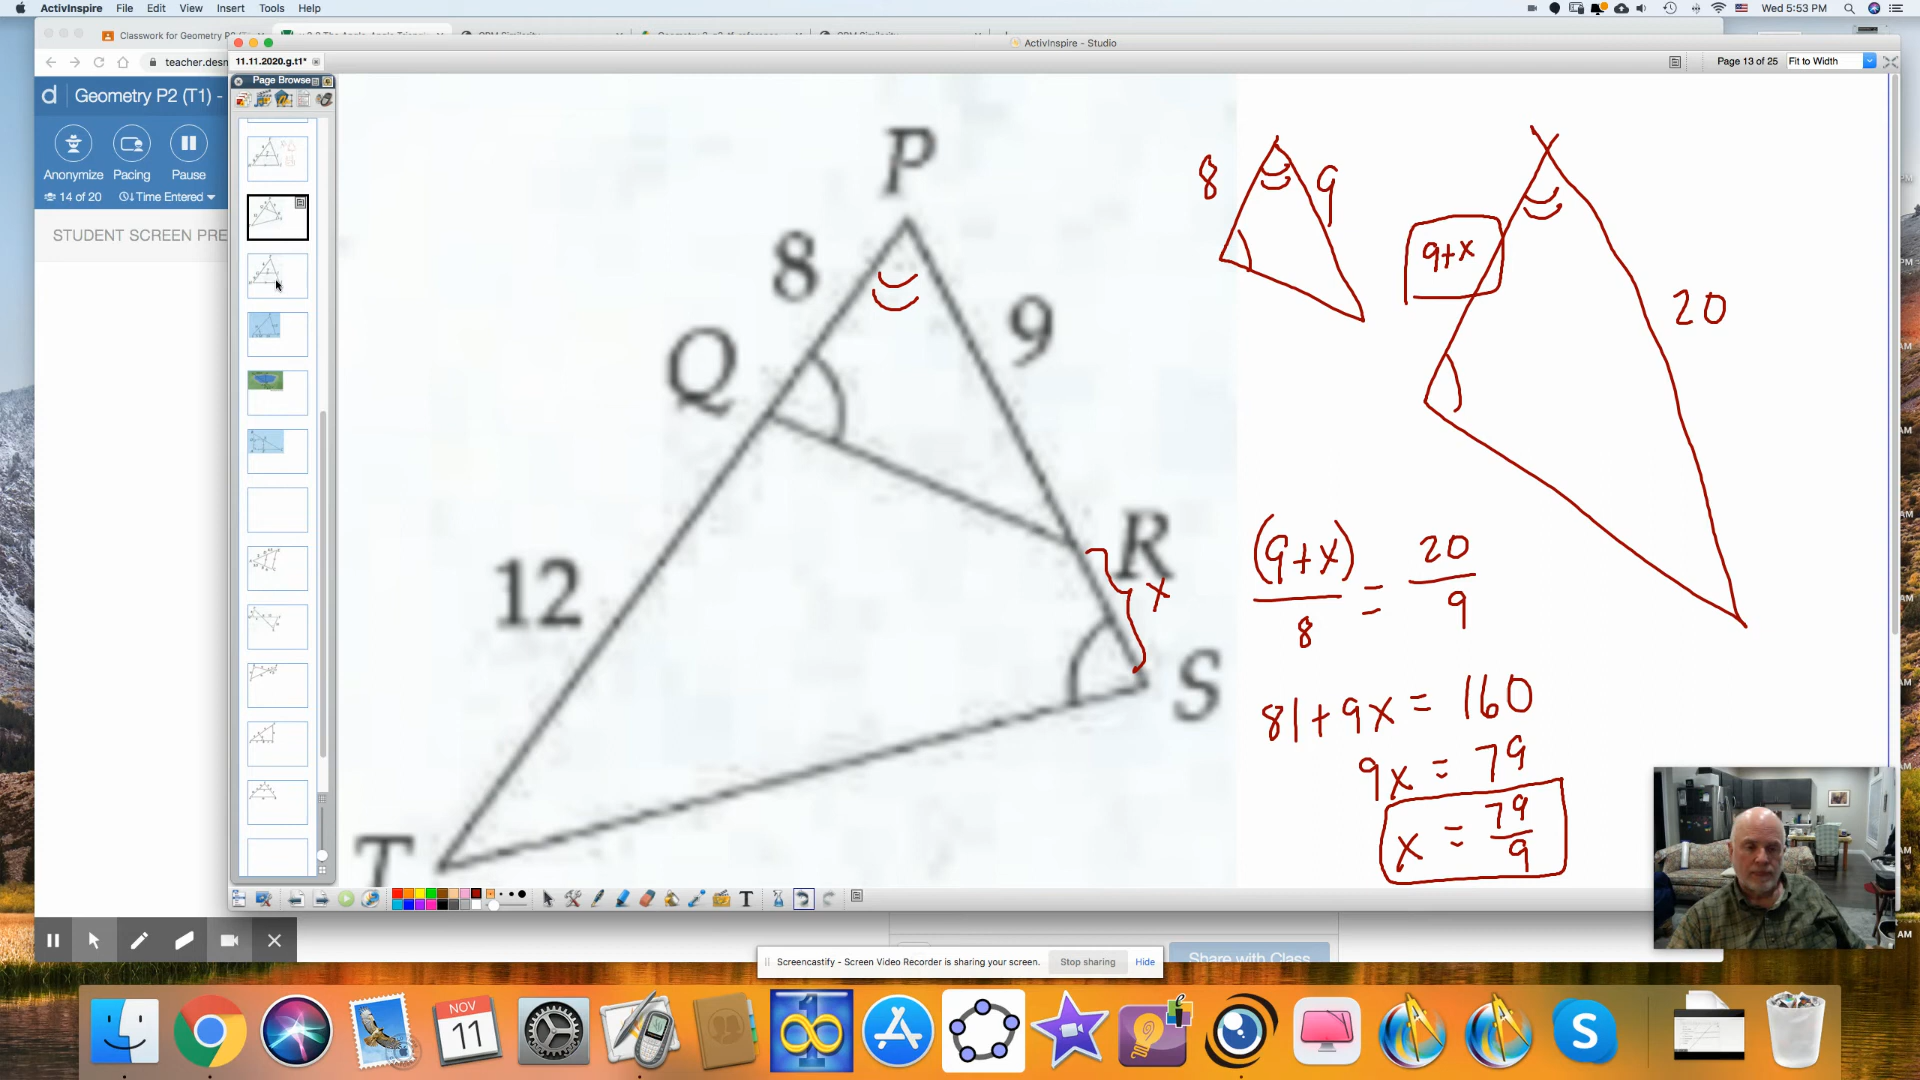 ActivInspire File Edit View Insert Tools Help
Wed 5:53 PM
Classwork for Geometry P2
ActivInspire - Studio
teacher.desn
11.11.2020.g.t1*
Page 13 of 25
Fit to Width
Page Browse
d Geometry P2 (T1) -
Anonymize Pacing Pause
14 of 20 Time Entered
STUDENT SCREEN PRE
P
8
9
Q
R
x
12
S
T
8
9
9+x
20
(9+x)/8 = 20/9
81+9x = 160
9x = 79
x = 79/9
T
Share with Class
Screencastify - Screen Video Recorder is sharing your screen.
Stop sharing
Hide
NOV
11
S